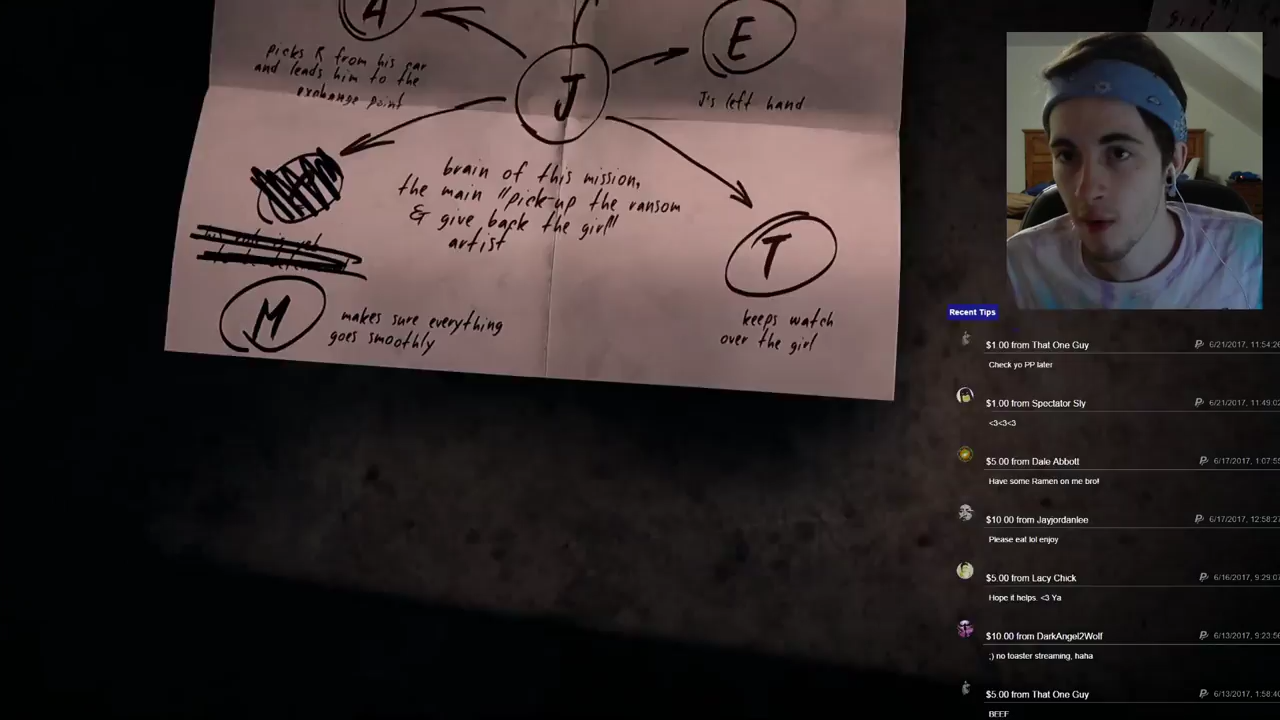 A
E
picks R from his car
and leads him to the
exchange point
J
J's left hand
brain of this mission,
the main "pick-up the ransom
& give back the girl"
artist
T
M
makes sure everything
goes smoothly
keeps watch
over the girl
Recent Tips
$1.00 from That One Guy
6/21/2017, 11:54:2
Check yo PP later
$1.00 from Spectator Sly
6/21/2017, 11:49:0
<3<3<3
$5.00 from Dale Abbott
6/17/2017, 1:07:5
Have some Ramen on me bro!
$10.00 from Jayjordanlee
6/17/2017, 12:58:2
Please eat lol enjoy
$5.00 from Lacy Chick
6/16/2017, 9:29:0
Hope it helps. <3 Ya
$10.00 from DarkAngel2Wolf
6/13/2017, 9:23:5
;) no toaster streaming, haha
$5.00 from That One Guy
6/13/2017, 1:58:4
BEEF